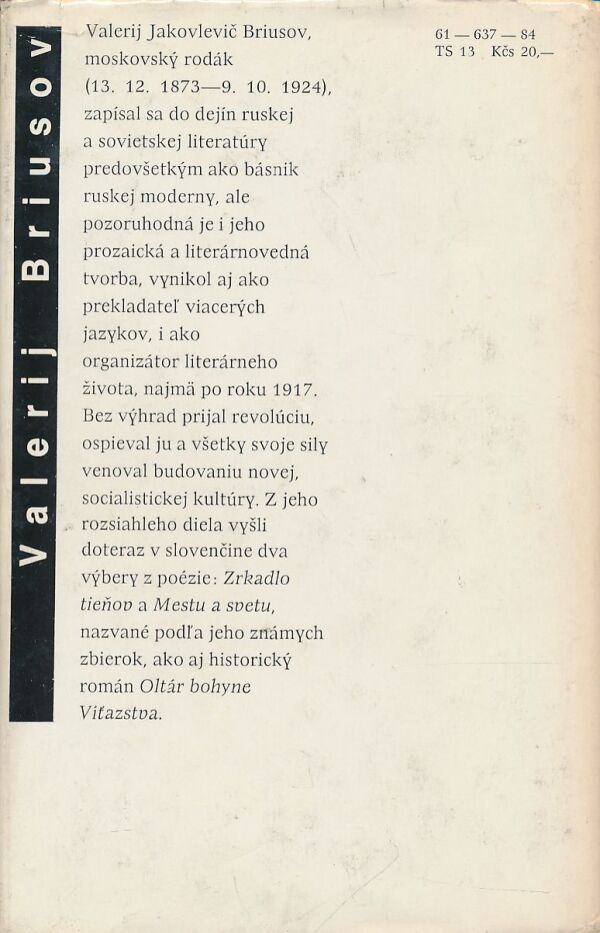 Valerij Briusov
Valerij Jakovlevič Briusov,
moskovský rodák
(13. 12. 1873—9. 10. 1924),
zapísal sa do dejín ruskej
a sovietskej literatúry
predovšetkým ako básnik
ruskej moderny, ale
pozoruhodná je i jeho
prozaická a literárnovedná
tvorba, vynikol aj ako
prekladateľ viacerých
jazykov, i ako
organizátor literárneho
života, najmä po roku 1917.
Bez výhrad prijal revolúciu,
ospieval ju a všetky svoje sily
venoval budovaniu novej,
socialistickej kultúry. Z jeho
rozsiahleho diela vyšli
doteraz v slovenčine dva
výbery z poézie: Zrkadlo
tieňov a Mestu a svetu,
nazvané podľa jeho známych
zbierok, ako aj historický
román Oltár bohyne
Víťazstva.
61 — 637 — 84
TS 13 Kčs 20,—